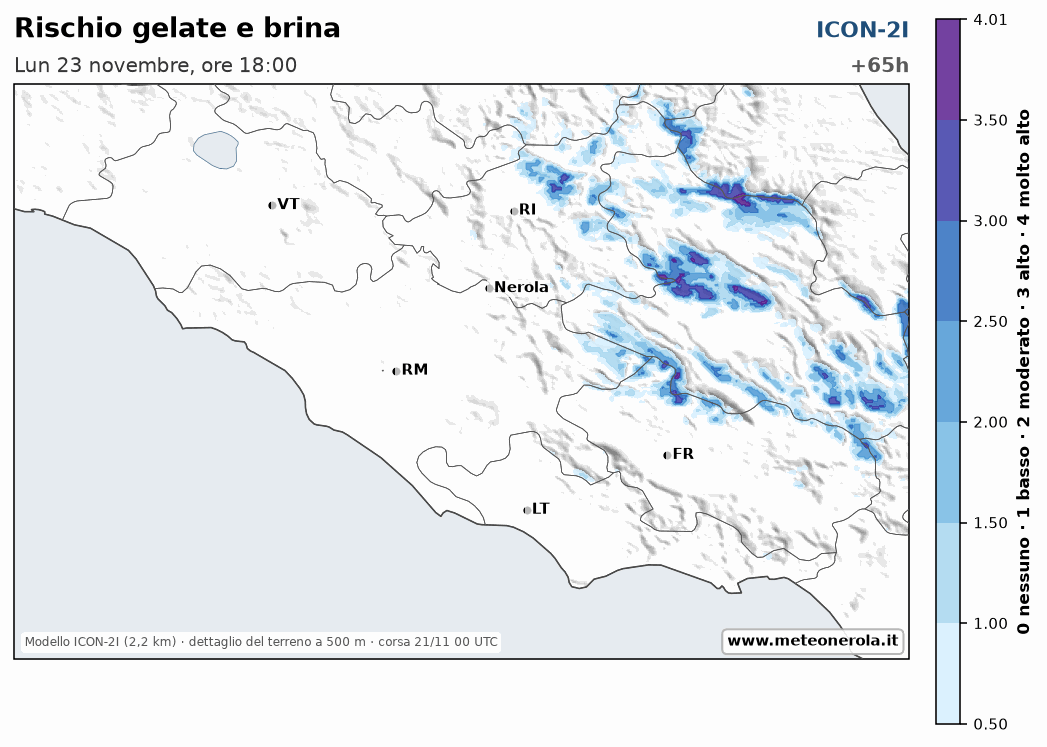 Rischio gelate e brina
ICON-2I
Lun 23 novembre, ore 18:00
+65h
VT
RI
Nerola
RM
FR
LT
Modello ICON-2I (2,2 km) · dettaglio del terreno a 500 m · corsa 21/11 00 UTC
www.meteonerola.it
4.01
3.50
3.00
2.50
2.00
1.50
1.00
0.50
0 nessuno · 1 basso · 2 moderato · 3 alto · 4 molto alto